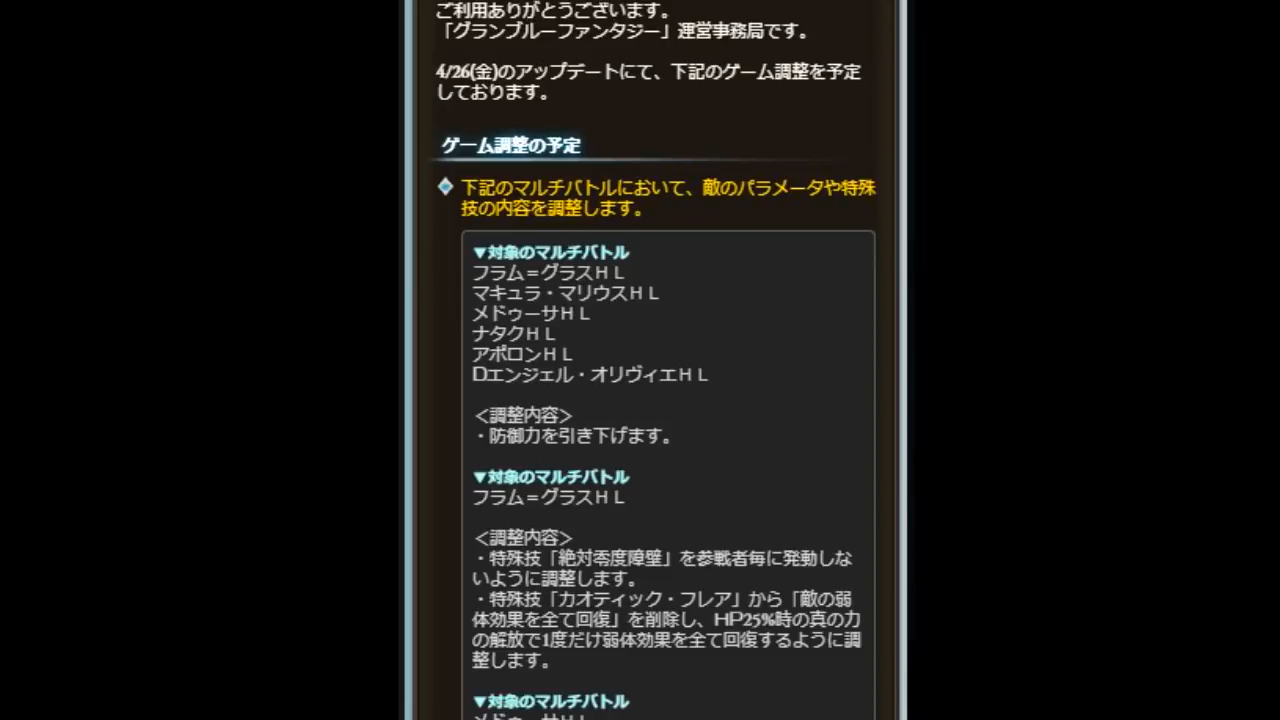 ご利用ありがとうございます。
「グランブルーファンタジー」運営事務局です。
4/26(金)のアップデートにて、下記のゲーム調整を予定
しております。
ゲーム調整の予定
下記のマルチバトルにおいて、敵のパラメータや特殊
技の内容を調整します。
▼対象のマルチバトル
フラム=グラスＨＬ
マキュラ・マリウスＨＬ
メドゥーサＨＬ
ナタクＨＬ
アポロンＨＬ
Dエンジェル・オリヴィエＨＬ
＜調整内容＞
・防御力を引き下げます。
▼対象のマルチバトル
フラム=グラスＨＬ
＜調整内容＞
・特殊技「絶対零度障壁」を参戦者毎に発動しな
いように調整します。
・特殊技「カオティック・フレア」から「敵の弱
体効果を全て回復」を削除し、HP25%時の真の力
の解放で1度だけ弱体効果を全て回復するように調
整します。
▼対象のマルチバトル
メドゥーサＨＬ